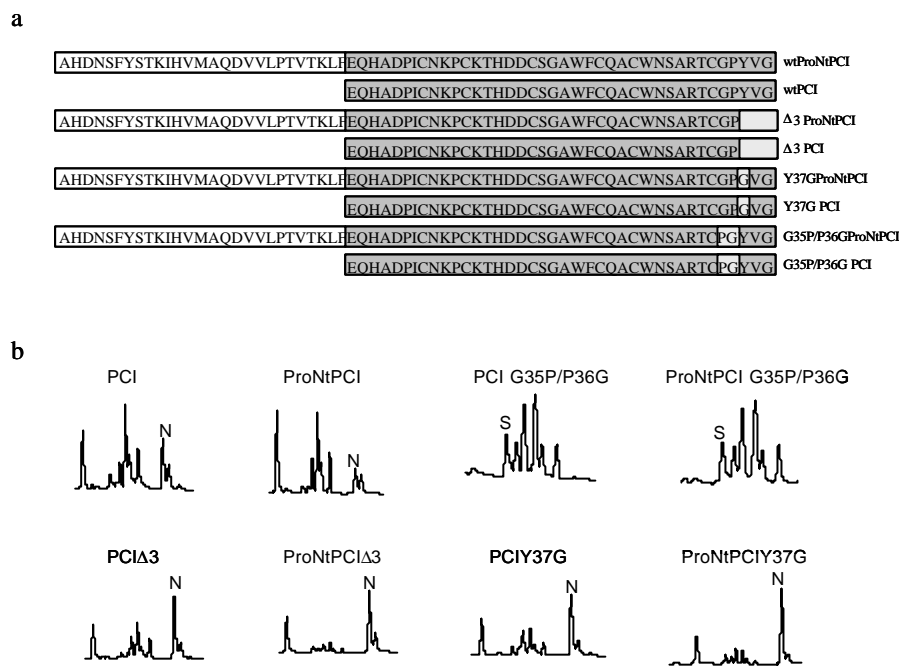 a
AHDNSFYSTKIHVMAQDVVLPTVTKLFEQHADPICNKPCKTHDDCSGAWFCQACWNSARTCGPYVG wtProNtPCI
EQHADPICNKPCKTHDDCSGAWFCQACWNSARTCGPYVG wtPCI
AHDNSFYSTKIHVMAQDVVLPTVTKLFEQHADPICNKPCKTHDDCSGAWFCQACWNSARTCGP Δ3 ProNtPCI
EQHADPICNKPCKTHDDCSGAWFCQACWNSARTCGP Δ3 PCI
AHDNSFYSTKIHVMAQDVVLPTVTKLFEQHADPICNKPCKTHDDCSGAWFCQACWNSARTCGPGVG Y37GProNtPCI
EQHADPICNKPCKTHDDCSGAWFCQACWNSARTCGPGVG Y37G PCI
AHDNSFYSTKIHVMAQDVVLPTVTKLFEQHADPICNKPCKTHDDCSGAWFCQACWNSARTCPGYVG G35P/P36GProNtPCI
EQHADPICNKPCKTHDDCSGAWFCQACWNSARTCPGYVG G35P/P36G PCI
b
PCI ProNtPCI PCI G35P/P36G ProNtPCI G35P/P36G
N N S S
PCIΔ3 ProNtPCIΔ3 PCIY37G ProNtPCIY37G
N N N N